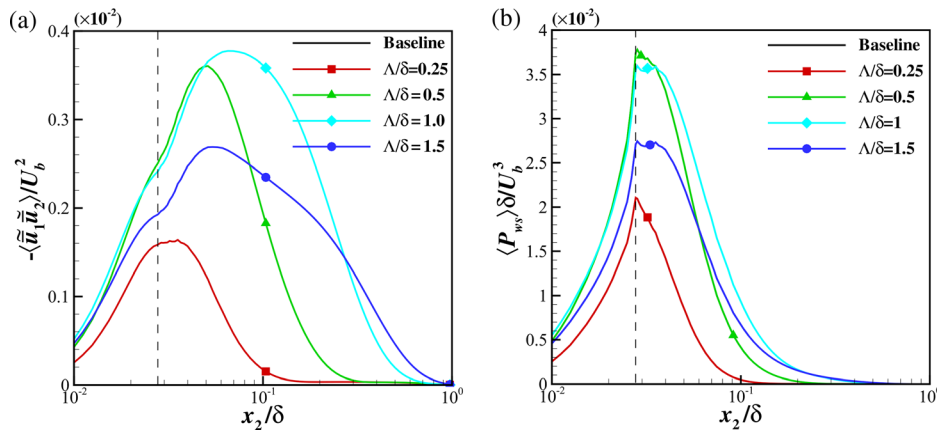 (a)
(×10⁻²)
0.4
0.3
0.2
0.1
0
-⟨ũ̄₁ũ̄₂⟩/U_b²
Baseline
Λ/δ=0.25
Λ/δ=0.5
Λ/δ=1.0
Λ/δ=1.5
10⁻²
10⁻¹
10⁰
x₂/δ
(b)
(×10⁻²)
4
3.5
3
2.5
2
1.5
1
0.5
0
⟨P_ws⟩δ/U_b³
Baseline
Λ/δ=0.25
Λ/δ=0.5
Λ/δ=1
Λ/δ=1.5
10⁻²
10⁻¹
10⁰
x₂/δ